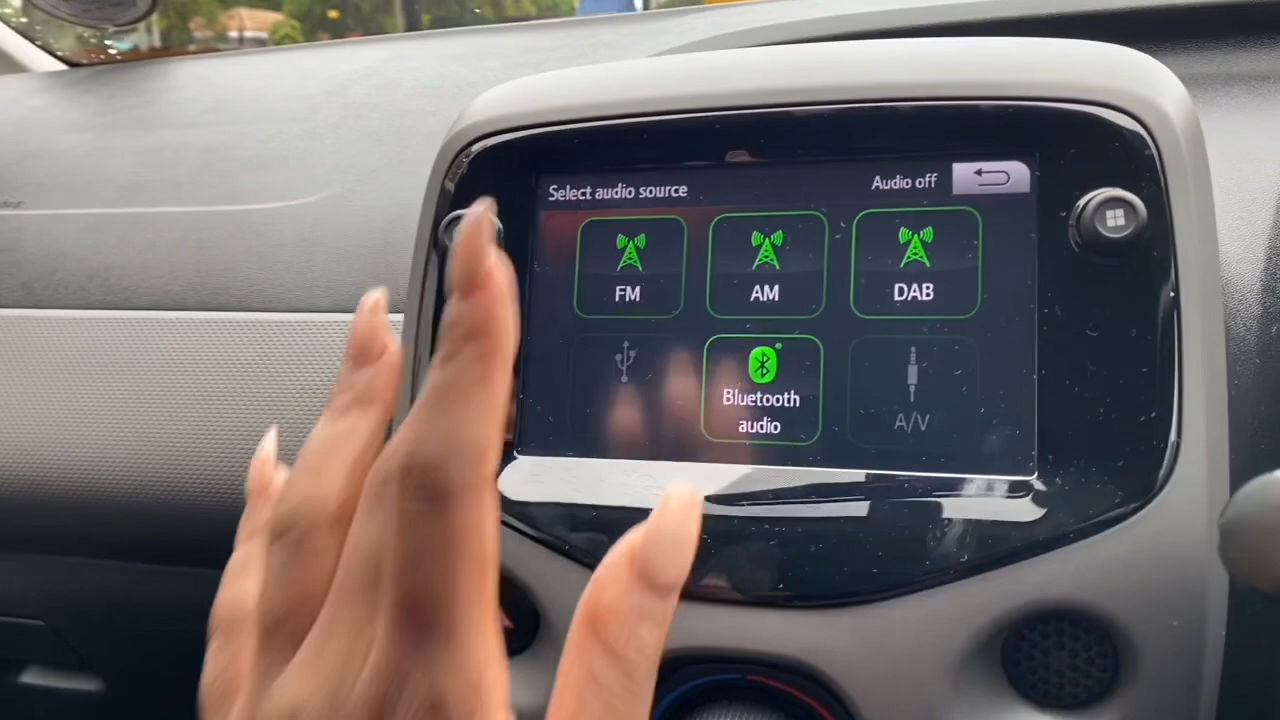 Select audio source
Audio off
FM
AM
DAB
Bluetooth
audio
A/V